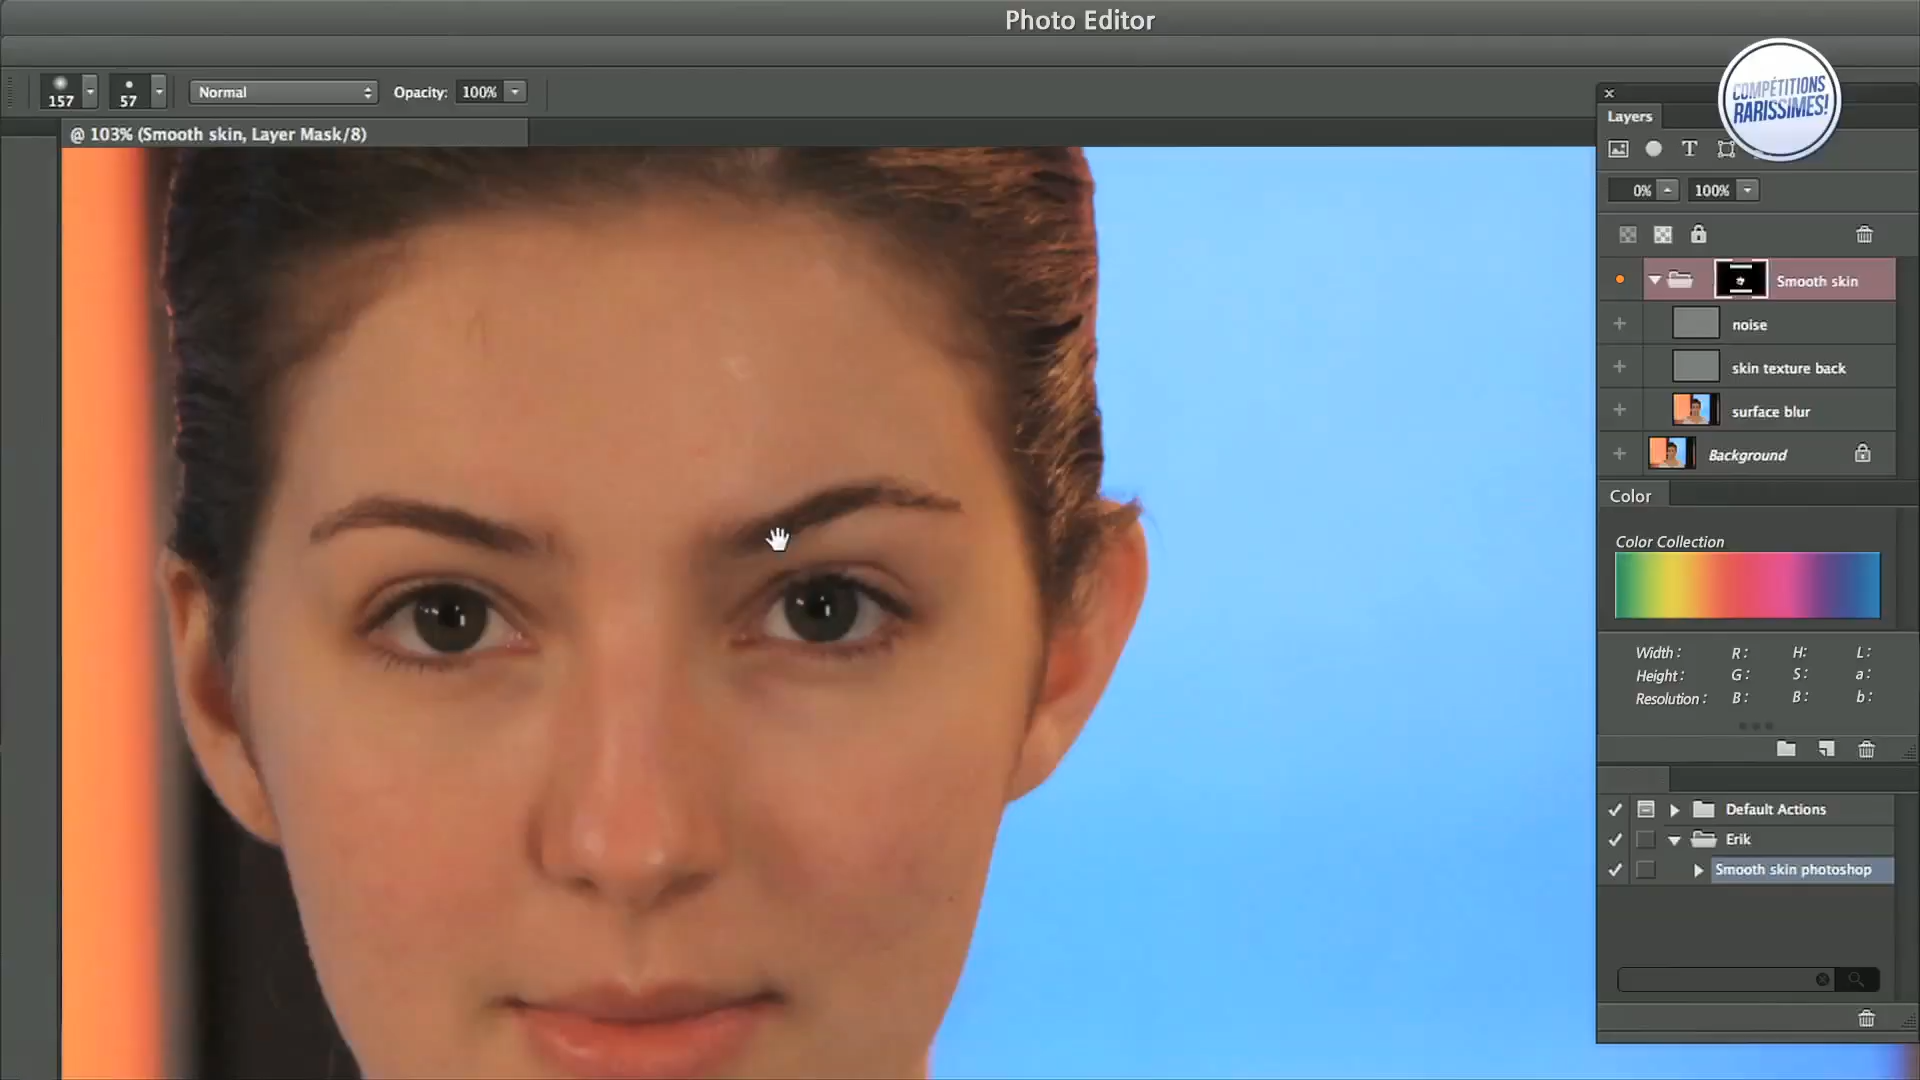 Photo Editor
COMPÉTITIONS
RARISSIMES!
157
57
Normal
Opacity:
100%
@ 103% (Smooth skin, Layer Mask/8)
Layers
T
0%
100%
Smooth skin
noise
skin texture back
surface blur
Background
Color
Color Collection
Width :
R :
H:
L :
Height :
G :
S :
a :
Resolution :
B :
B :
b :
Default Actions
Erik
Smooth skin photoshop